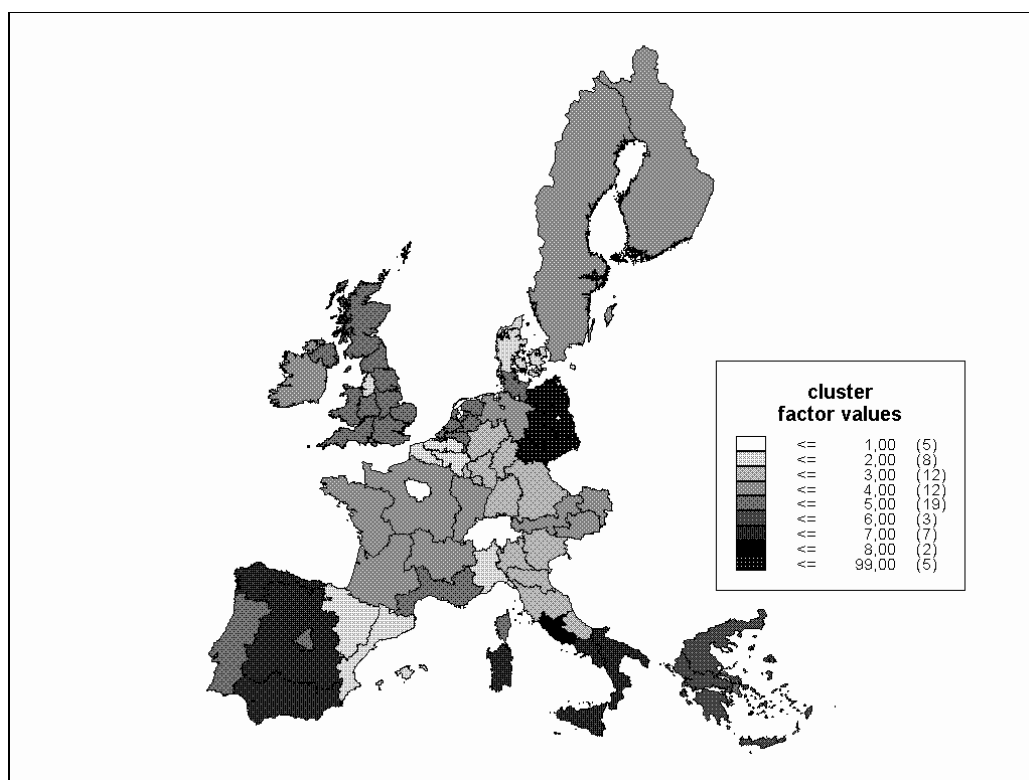 cluster
factor values
<= 1,00 (5)
<= 2,00 (8)
<= 3,00 (12)
<= 4,00 (12)
<= 5,00 (19)
<= 6,00 (3)
<= 7,00 (7)
<= 8,00 (2)
<= 99,00 (5)